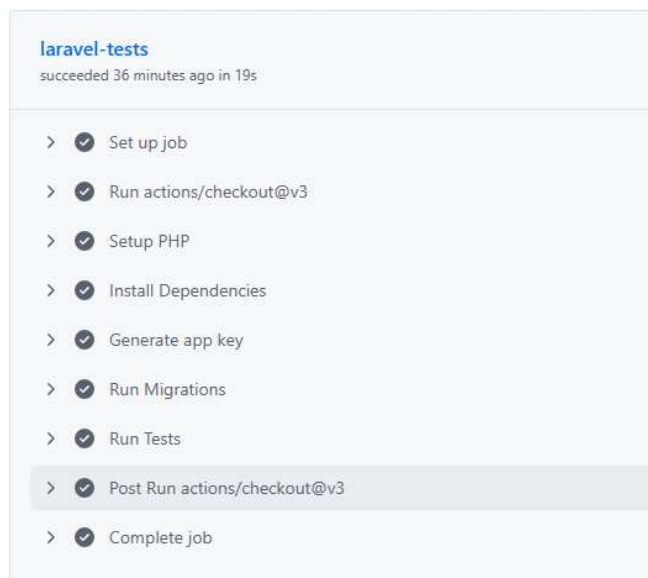 laravel-tests
succeeded 36 minutes ago in 19s
Set up job
Run actions/checkout@v3
Setup PHP
Install Dependencies
Generate app key
Run Migrations
Run Tests
Post Run actions/checkout@v3
Complete job